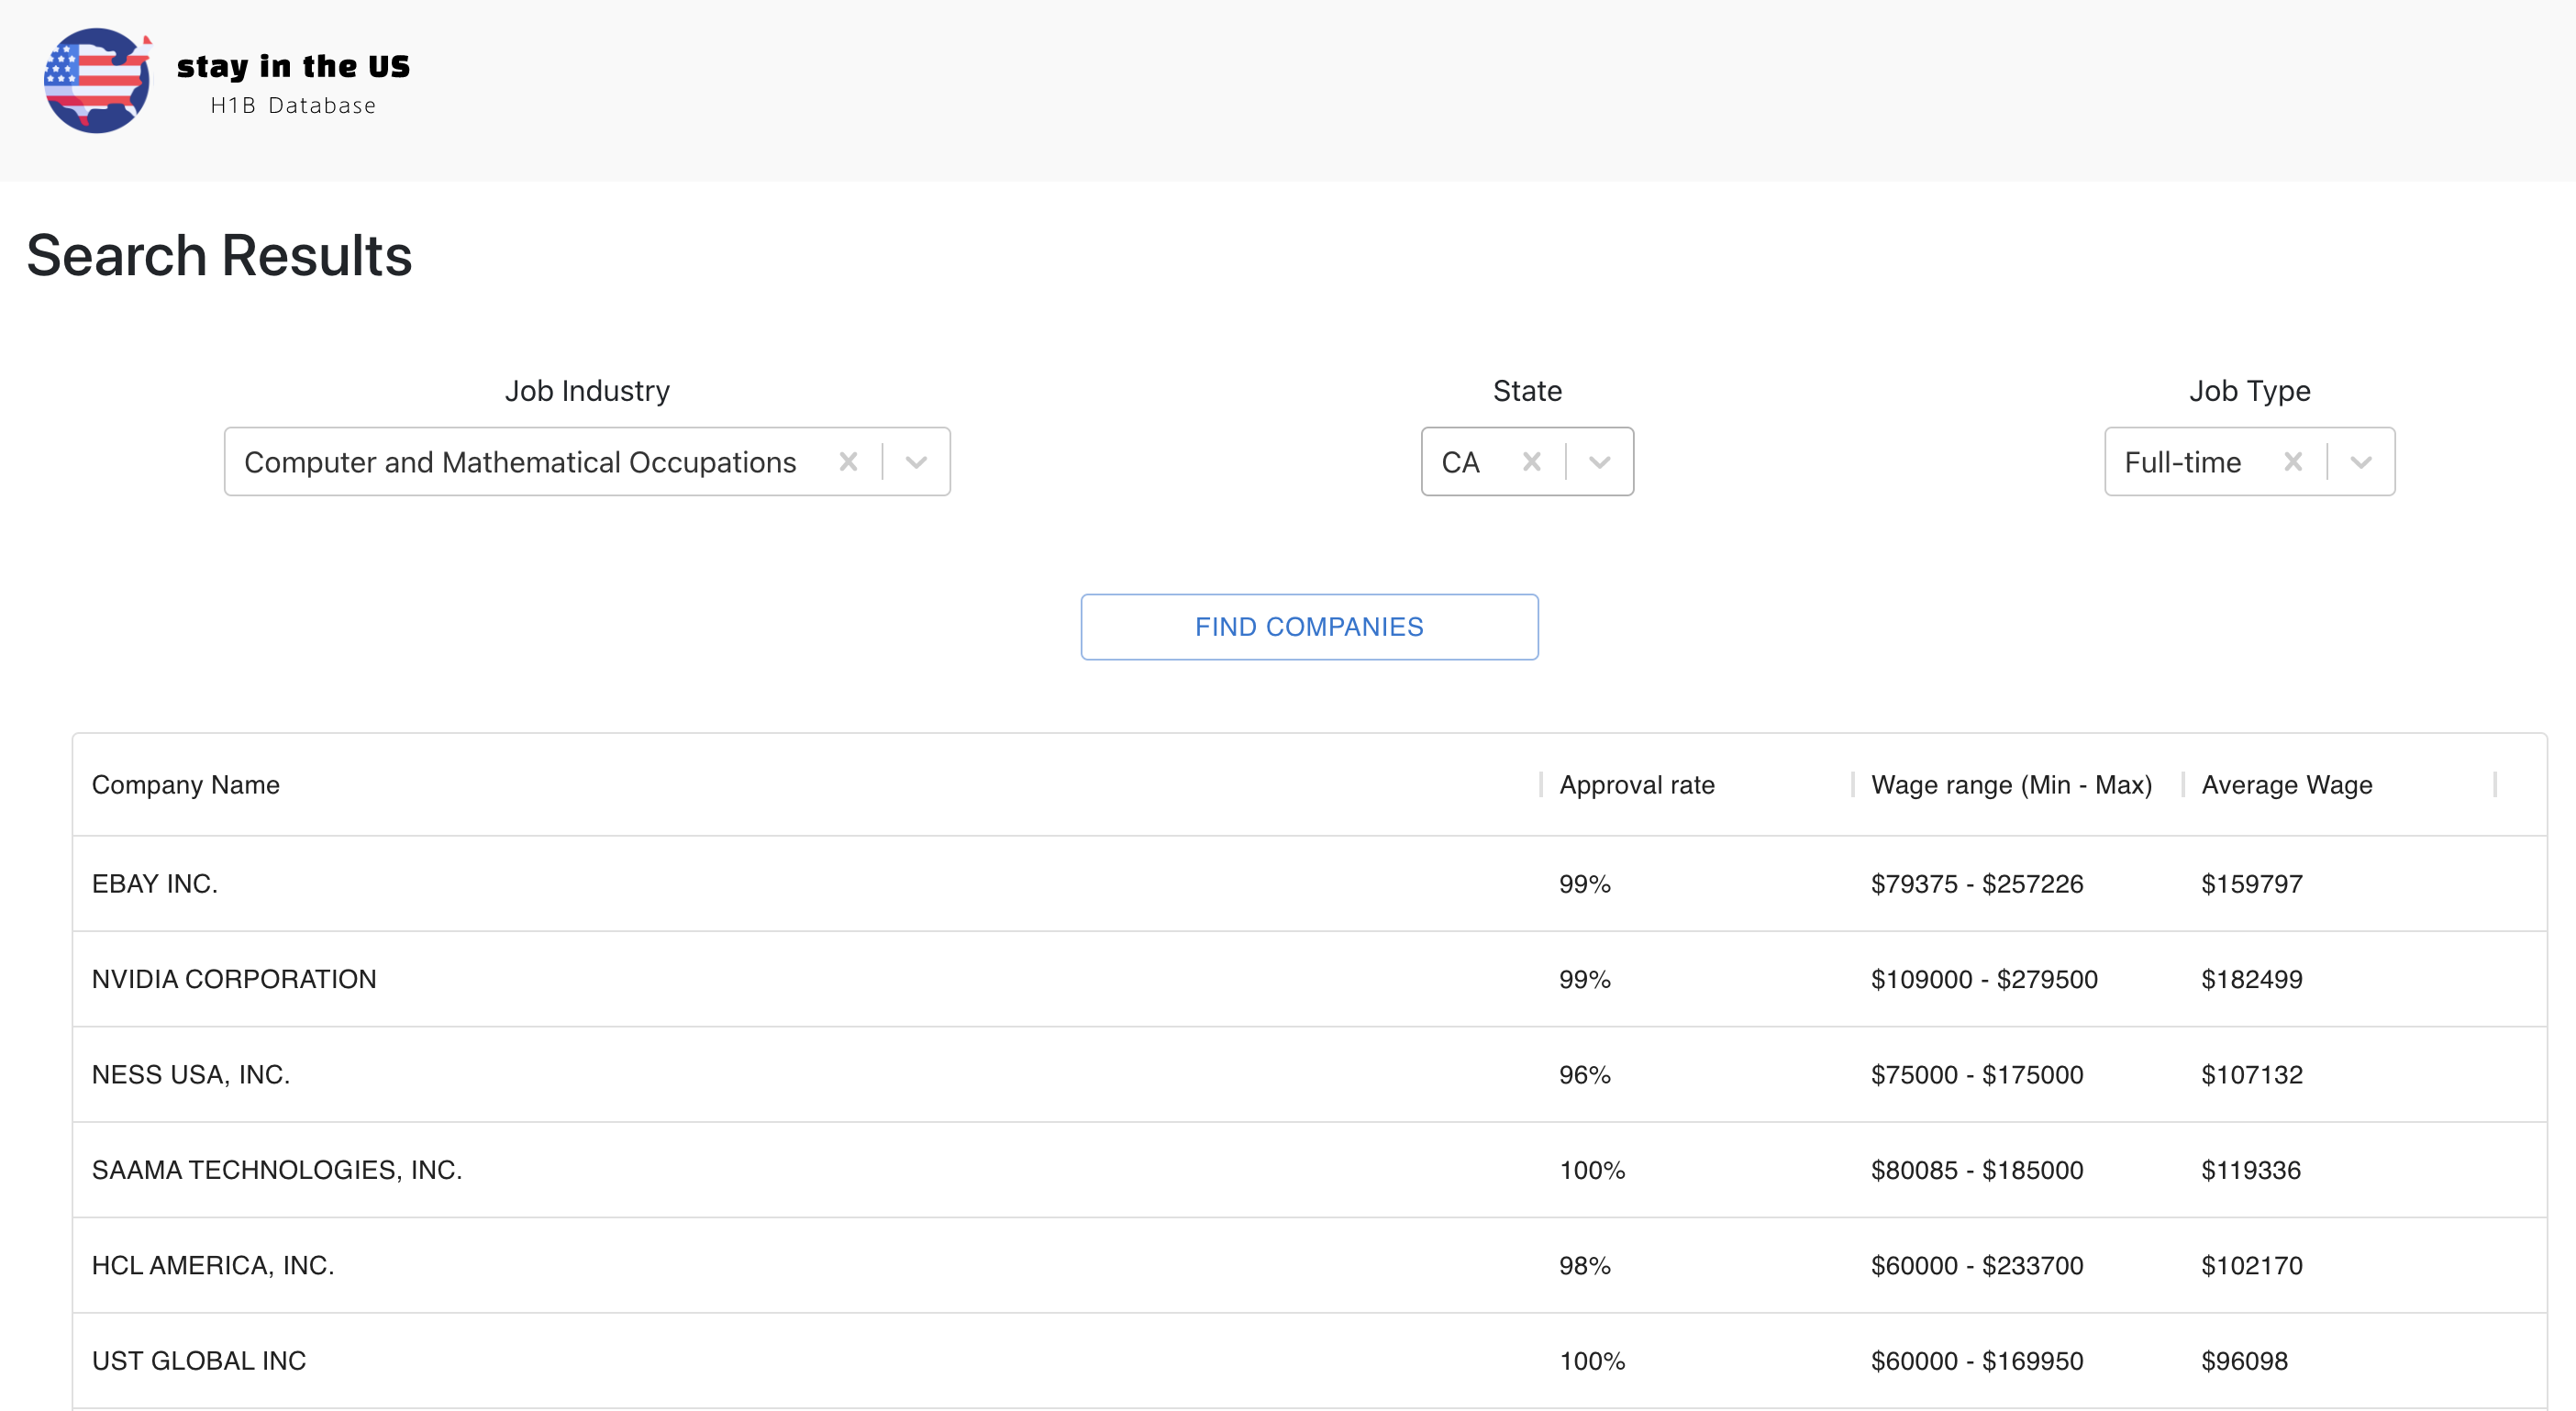 stay in the US
H1B Database
Search Results
Job Industry State Job Type
Computer and Mathematical Occupations CA Full-time
FIND COMPANIES
Company Name Approval rate Wage range (Min - Max) Average Wage
EBAY INC. 99% $79375 - $257226 $159797
NVIDIA CORPORATION 99% $109000 - $279500 $182499
NESS USA, INC. 96% $75000 - $175000 $107132
SAAMA TECHNOLOGIES, INC. 100% $80085 - $185000 $119336
HCL AMERICA, INC. 98% $60000 - $233700 $102170
UST GLOBAL INC 100% $60000 - $169950 $96098